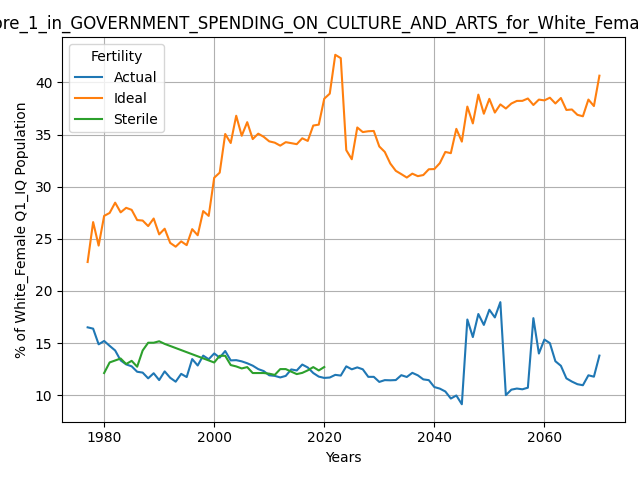 ore_1_in_GOVERNMENT_SPENDING_ON_CULTURE_AND_ARTS_for_White_Fema
Fertility
Actual
Ideal
Sterile
% of White_Female Q1_IQ Population
40
35
30
25
20
15
10
1980
2000
2020
2040
2060
Years